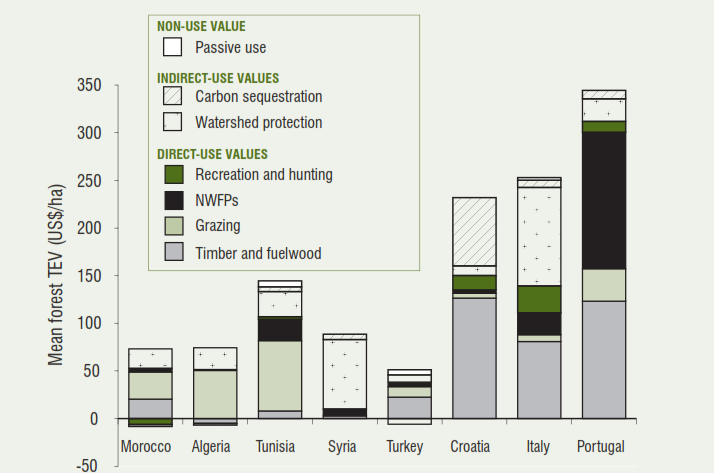 NON-USE VALUE
Passive use
INDIRECT-USE VALUES
Carbon sequestration
Watershed protection
DIRECT-USE VALUES
Recreation and hunting
NWFPs
Grazing
Timber and fuelwood
Mean forest TEV (US$/ha)
350
300
250
200
150
100
50
0
-50
Morocco Algeria Tunisia Syria Turkey Croatia Italy Portugal